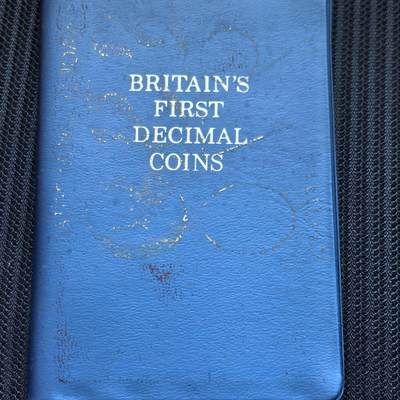 BRITAIN'S
FIRST
DECIMAL
COINS